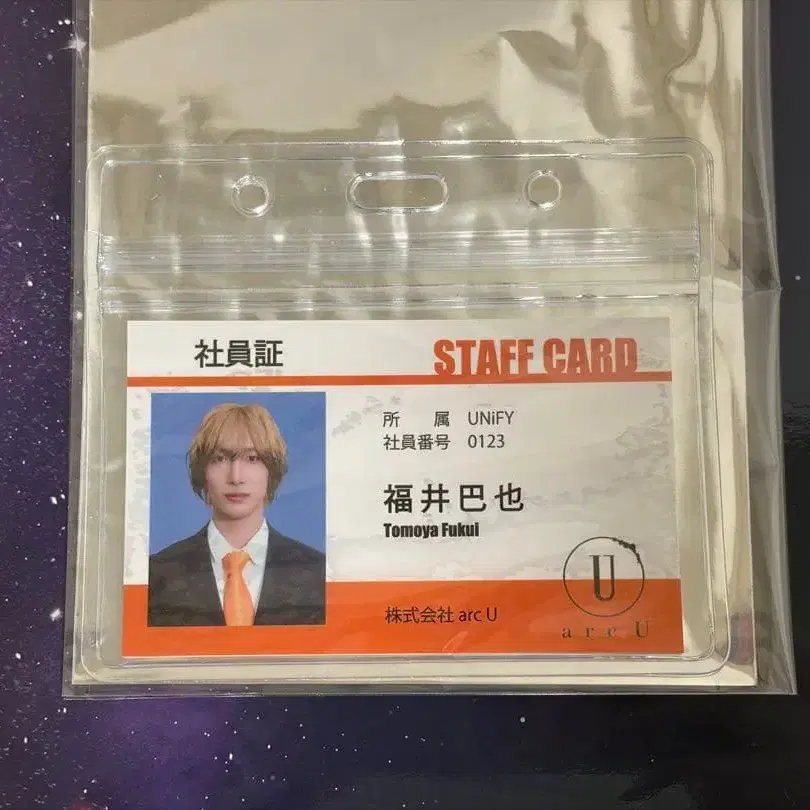 社員証
STAFF CARD
所 属 UNiFY
社員番号 0123
福井巴也
Tomoya Fukui
株式会社 arc U
U
arc U